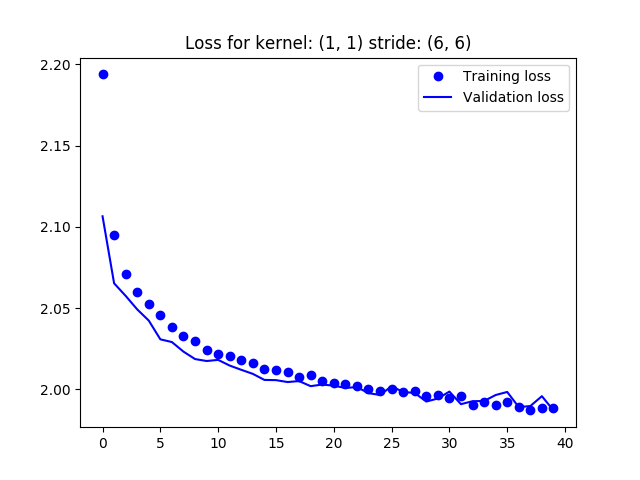 Loss for kernel: (1, 1) stride: (6, 6)
Training loss
Validation loss
2.20
2.15
2.10
2.05
2.00
0 5 10 15 20 25 30 35 40